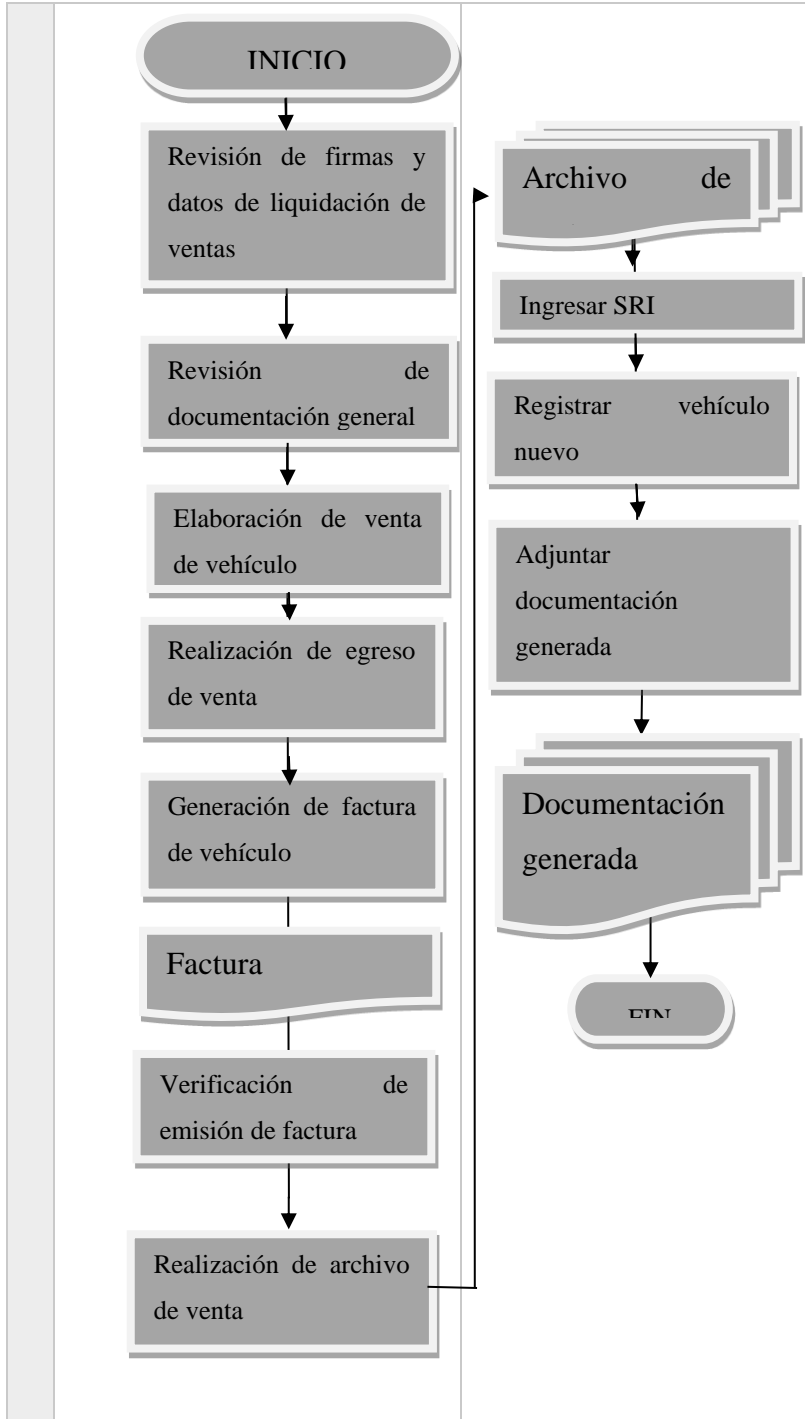 INICIO
Revisión de firmas y
datos de liquidación de
ventas
Revisión de
documentación general
Elaboración de venta
de vehículo
Realización de egreso
de venta
Generación de factura
de vehículo
Factura
Verificación de
emisión de factura
Realización de archivo
de venta
Archivo de
Ingresar SRI
Registrar vehículo
nuevo
Adjuntar
documentación
generada
Documentación
generada
FIN